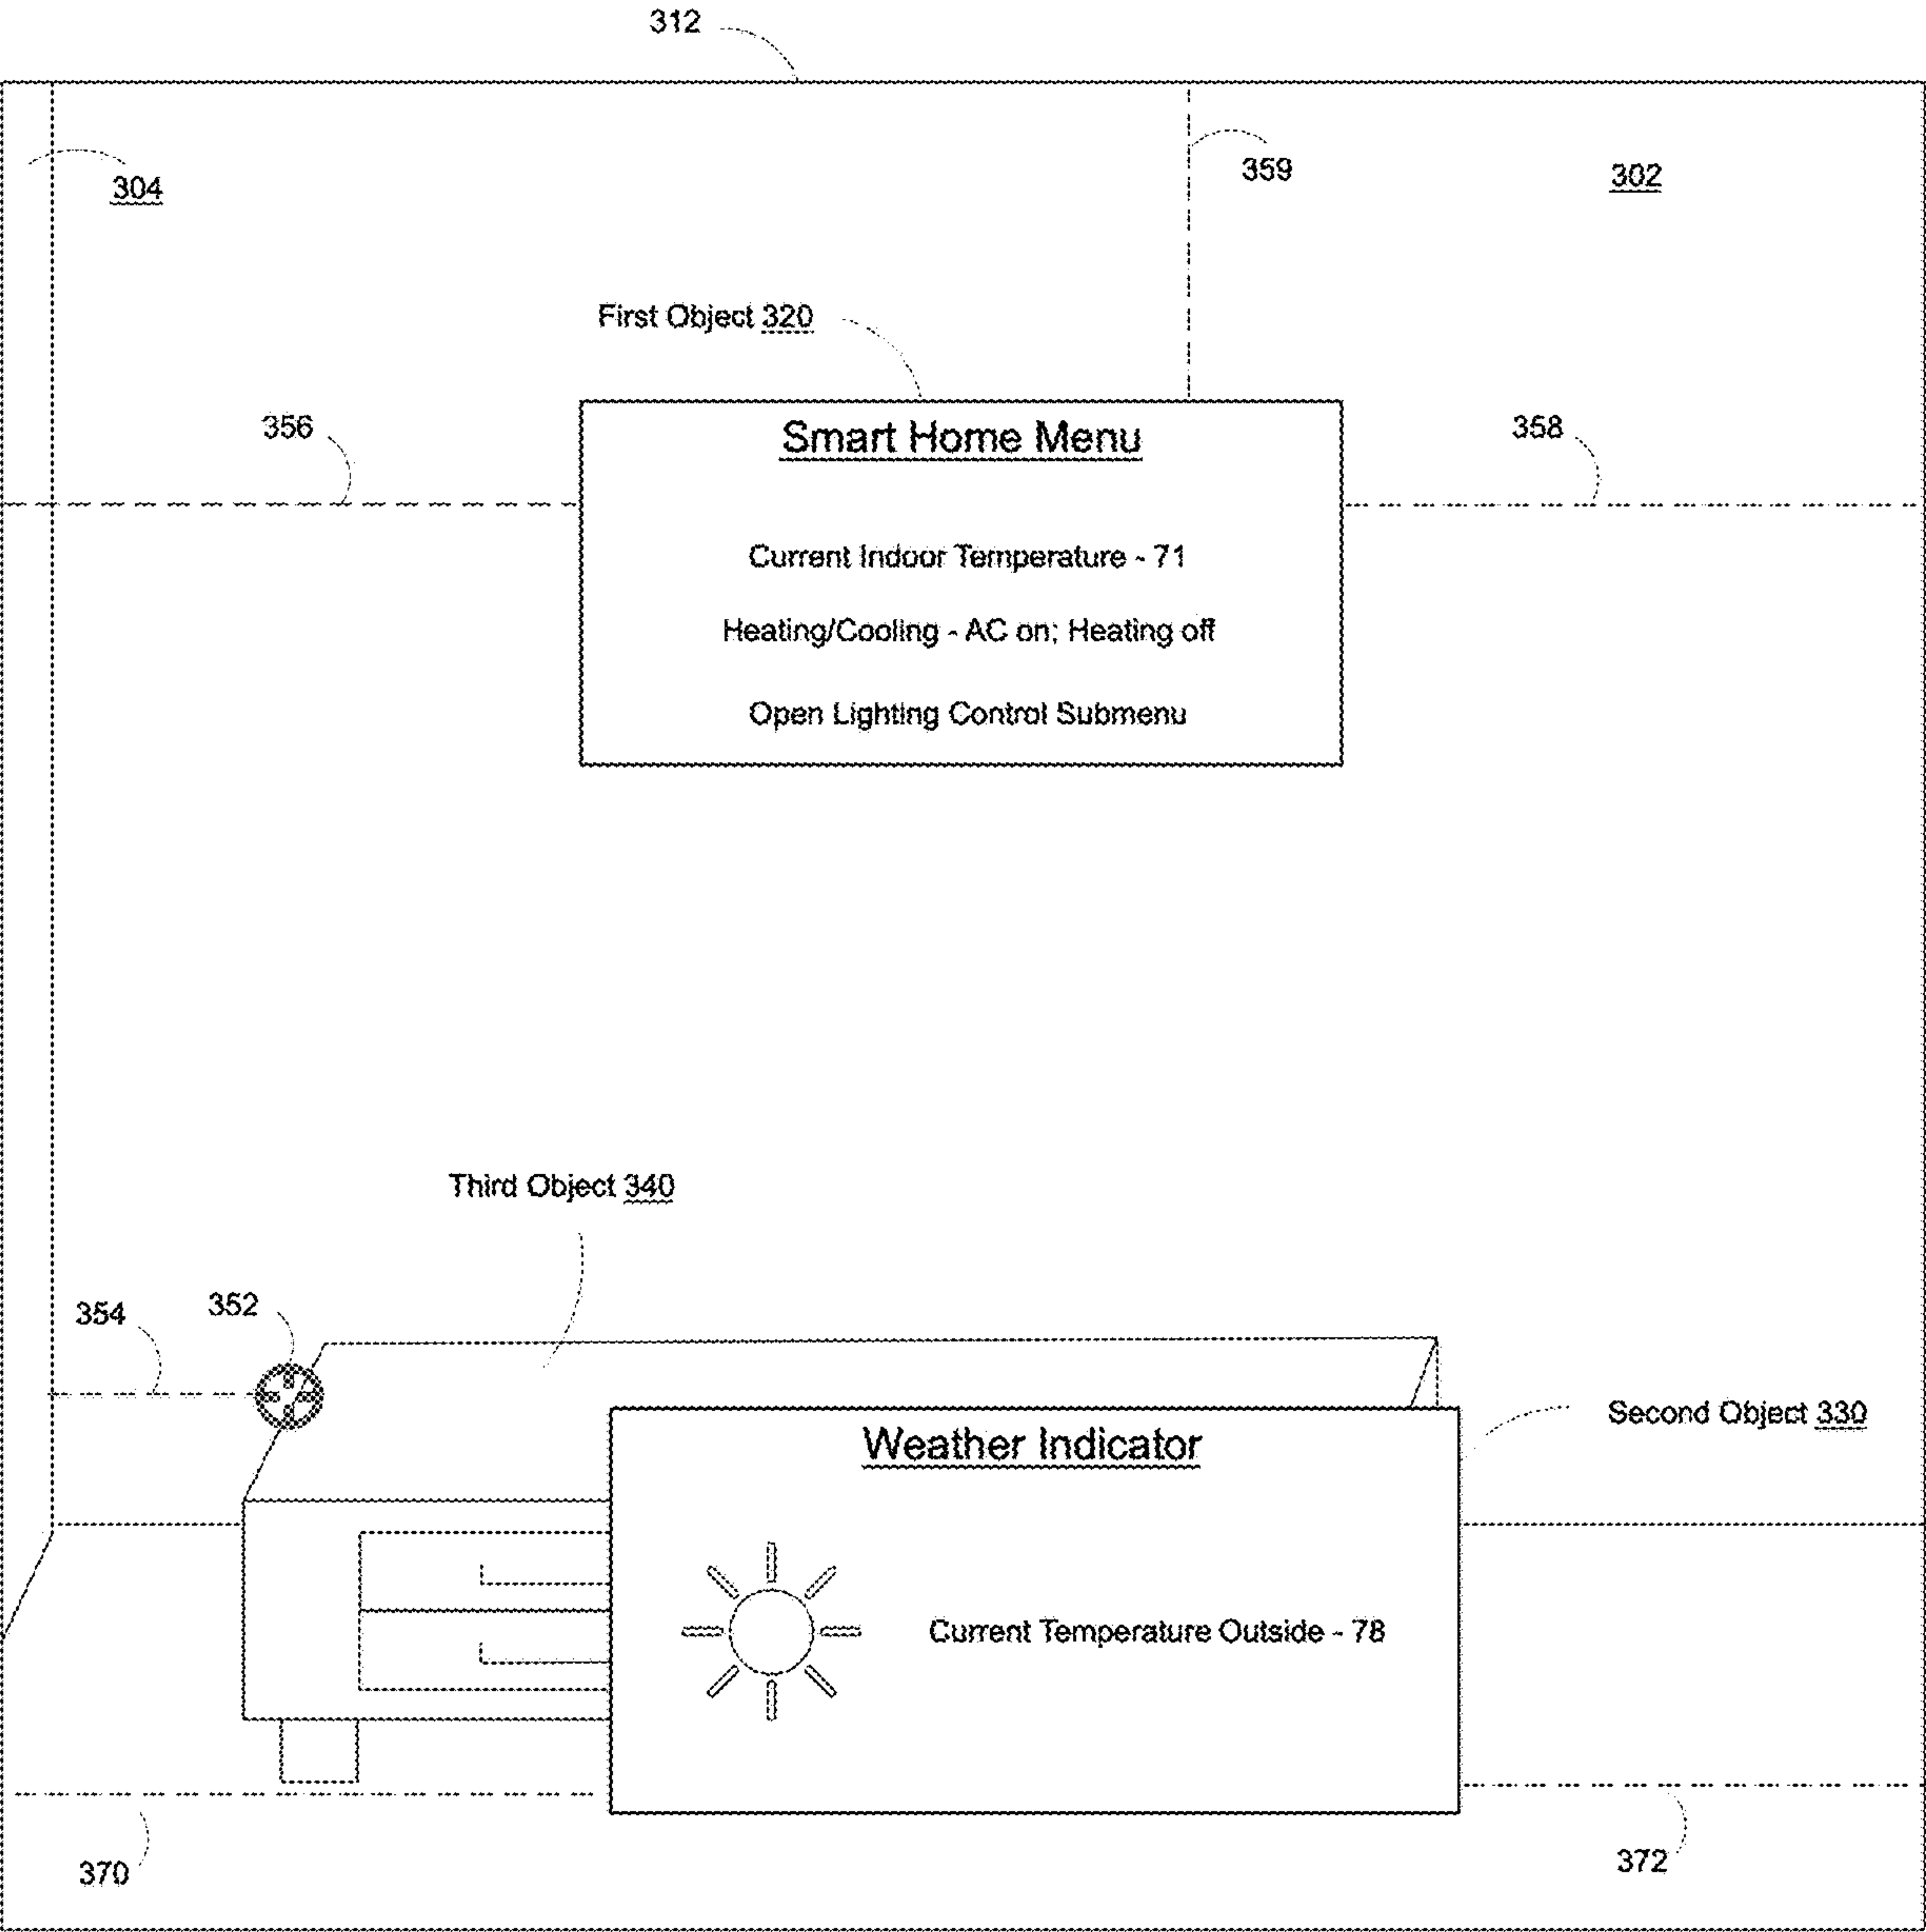 312
304
359
302
First Object 320
356
Smart Home Menu
358
Current Indoor Temperature - 71
Heating/Cooling - AC on; Heating off
Open Lighting Control Submenu
Third Object 340
354
352
Second Object 330
Weather Indicator
Current Temperature Outside - 78
370
372